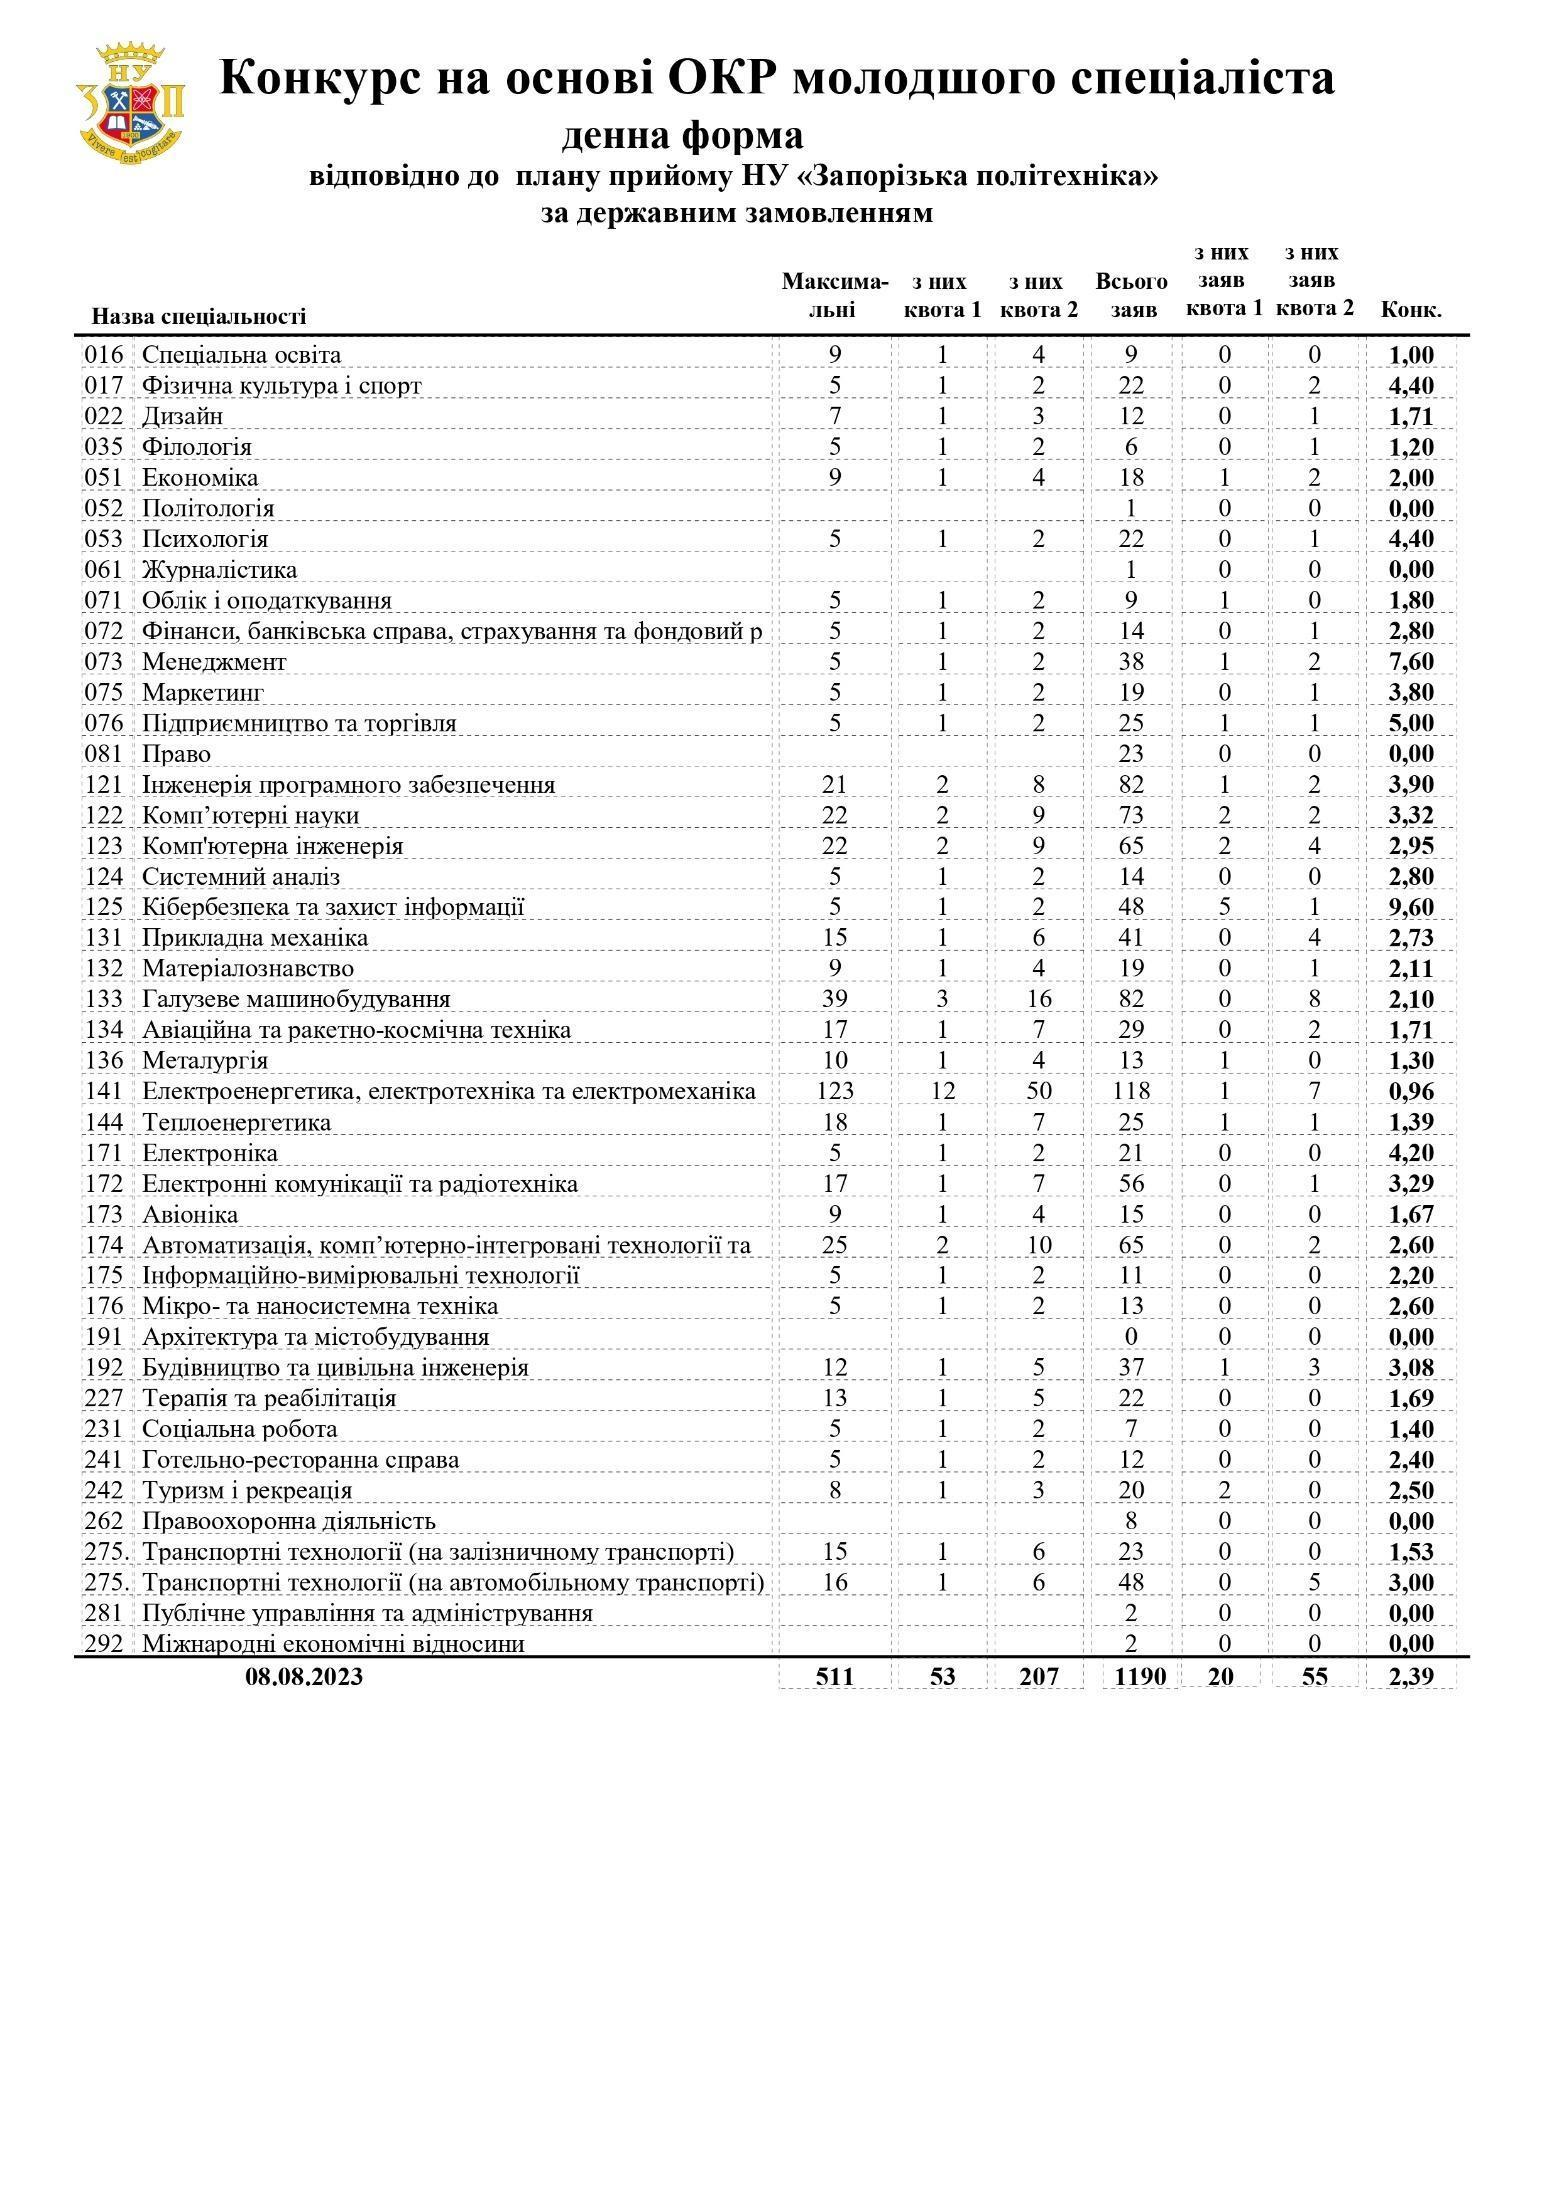 НУ
З П
1900
Vivere est cogitare
Конкурс на основі ОКР молодшого спеціаліста
денна форма
відповідно до плану прийому НУ «Запорізька політехніка»
за державним замовленням
Назва спеціальності Максима-льні з них квота 1 з них квота 2 Всього заяв з них заяв квота 1 з них заяв квота 2 Конк.
016 Спеціальна освіта 9 1 4 9 0 0 1,00
017 Фізична культура і спорт 5 1 2 22 0 2 4,40
022 Дизайн 7 1 3 12 0 1 1,71
035 Філологія 5 1 2 6 0 1 1,20
051 Економіка 9 1 4 18 1 2 2,00
052 Політологія 1 0 0 0,00
053 Психологія 5 1 2 22 0 1 4,40
061 Журналістика 1 0 0 0,00
071 Облік і оподаткування 5 1 2 9 1 0 1,80
072 Фінанси, банківська справа, страхування та фондовий р 5 1 2 14 0 1 2,80
073 Менеджмент 5 1 2 38 1 2 7,60
075 Маркетинг 5 1 2 19 0 1 3,80
076 Підприємництво та торгівля 5 1 2 25 1 1 5,00
081 Право 23 0 0 0,00
121 Інженерія програмного забезпечення 21 2 8 82 1 2 3,90
122 Комп’ютерні науки 22 2 9 73 2 2 3,32
123 Комп'ютерна інженерія 22 2 9 65 2 4 2,95
124 Системний аналіз 5 1 2 14 0 0 2,80
125 Кібербезпека та захист інформації 5 1 2 48 5 1 9,60
131 Прикладна механіка 15 1 6 41 0 4 2,73
132 Матеріалознавство 9 1 4 19 0 1 2,11
133 Галузеве машинобудування 39 3 16 82 0 8 2,10
134 Авіаційна та ракетно-космічна техніка 17 1 7 29 0 2 1,71
136 Металургія 10 1 4 13 1 0 1,30
141 Електроенергетика, електротехніка та електромеханіка 123 12 50 118 1 7 0,96
144 Теплоенергетика 18 1 7 25 1 1 1,39
171 Електроніка 5 1 2 21 0 0 4,20
172 Електронні комунікації та радіотехніка 17 1 7 56 0 1 3,29
173 Авіоніка 9 1 4 15 0 0 1,67
174 Автоматизація, комп’ютерно-інтегровані технології та 25 2 10 65 0 2 2,60
175 Інформаційно-вимірювальні технології 5 1 2 11 0 0 2,20
176 Мікро- та наносистемна техніка 5 1 2 13 0 0 2,60
191 Архітектура та містобудування 0 0 0 0,00
192 Будівництво та цивільна інженерія 12 1 5 37 1 3 3,08
227 Терапія та реабілітація 13 1 5 22 0 0 1,69
231 Соціальна робота 5 1 2 7 0 0 1,40
241 Готельно-ресторанна справа 5 1 2 12 0 0 2,40
242 Туризм і рекреація 8 1 3 20 2 0 2,50
262 Правоохоронна діяльність 8 0 0 0,00
275. Транспортні технології (на залізничному транспорті) 15 1 6 23 0 0 1,53
275. Транспортні технології (на автомобільному транспорті) 16 1 6 48 0 5 3,00
281 Публічне управління та адміністрування 2 0 0 0,00
292 Міжнародні економічні відносини 2 0 0 0,00
08.08.2023 511 53 207 1190 20 55 2,39